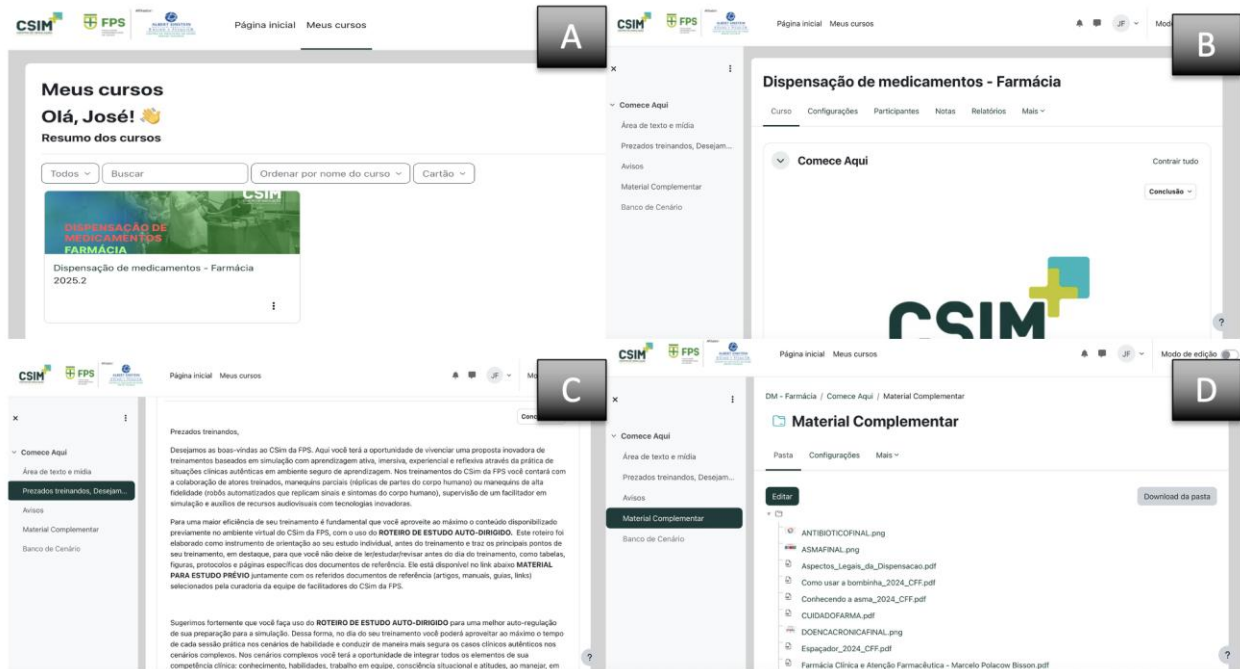 CSIM
FPS
ALBERT EINSTEIN
Página inicial Meus cursos
A
Meus cursos
Olá, José! 👋
Resumo dos cursos
Todos
Buscar
Ordenar por nome do curso
Cartão
CSIM
DISPENSAÇÃO DE
MEDICAMENTOS
FARMÁCIA
Dispensação de medicamentos - Farmácia
2025.2
CSIM
FPS
ALBERT EINSTEIN
Página inicial Meus cursos
JF
B
Comece Aqui
Área de texto e mídia
Prezados treinandos, Desejam...
Avisos
Material Complementar
Banco de Cenário
Dispensação de medicamentos - Farmácia
Curso Configurações Participantes Notas Relatórios Mais
Comece Aqui
Contrair tudo
Conclusão
CSIM
?
CSIM
FPS
ALBERT EINSTEIN
Página inicial Meus cursos
JF
C
Comece Aqui
Área de texto e mídia
Prezados treinandos, Desejam...
Avisos
Material Complementar
Banco de Cenário
Prezados treinandos,
Desejamos as boas-vindas ao CSim da FPS. Aqui você terá a oportunidade de vivenciar uma proposta inovadora de
treinamentos baseados em simulação com aprendizagem ativa, imersiva, experiencial e reflexiva através da prática de
situações clínicas autênticas em ambiente seguro de aprendizagem. Nos treinamentos do CSim da FPS você contará com
a colaboração de atores treinados, manequins parciais (réplicas de partes do corpo humano) ou manequins de alta
fidelidade (robôs automatizados que replicam sinais e sintomas do corpo humano), supervisão de um facilitador em
simulação e auxílios de recursos audiovisuais com tecnologias inovadoras.
Para uma maior eficiência de seu treinamento é fundamental que você aproveite ao máximo o conteúdo disponibilizado
previamente no ambiente virtual do CSim da FPS, com o uso do ROTEIRO DE ESTUDO AUTO-DIRIGIDO. Este roteiro foi
elaborado como instrumento de orientação ao seu estudo individual, antes do treinamento e traz os principais pontos de
seu treinamento, em destaque, para que você não deixe de ler/estudar/revisar antes do dia do treinamento, como tabelas,
figuras, protocolos e páginas específicas dos documentos de referência. Ele está disponível no link abaixo MATERIAL
PARA ESTUDO PRÉVIO juntamente com os referidos documentos de referência (artigos, manuais, guias, links)
selecionados pela curadoria da equipe de facilitadores do CSim da FPS.
Sugerimos fortemente que você faça uso do ROTEIRO DE ESTUDO AUTO-DIRIGIDO para uma melhor auto-regulação
de sua preparação para a simulação. Dessa forma, no dia do seu treinamento você poderá aproveitar ao máximo o tempo
de cada sessão prática nos cenários de habilidade e conduzir de maneira mais segura os casos clínicos autênticos nos
cenários complexos. Nos cenários complexos você terá a oportunidade de integrar todos os elementos de sua
competência clínica: conhecimento, habilidades, trabalho em equipe, consciência situacional e atitudes, ao manejar, em
?
CSIM
FPS
ALBERT EINSTEIN
Página inicial Meus cursos
JF
Modo de edição
D
Comece Aqui
Área de texto e mídia
Prezados treinandos, Desejam...
Avisos
Material Complementar
Banco de Cenário
DM - Farmácia / Comece Aqui / Material Complementar
Material Complementar
Pasta Configurações Mais
Editar
Download da pasta
ANTIBIOTICOFINAL.png
ASMAFINAL.png
Aspectos_Legais_da_Dispensacao.pdf
Como usar a bombinha_2024_CFF.pdf
Conhecendo a asma_2024_CFF.pdf
CUIDADOFARMA.pdf
DOENCACRONICAFINAL.png
Espaçador_2024_CFF.pdf
Farmácia Clínica e Atenção Farmacêutica - Marcelo Polacow Bisson.pdf
?